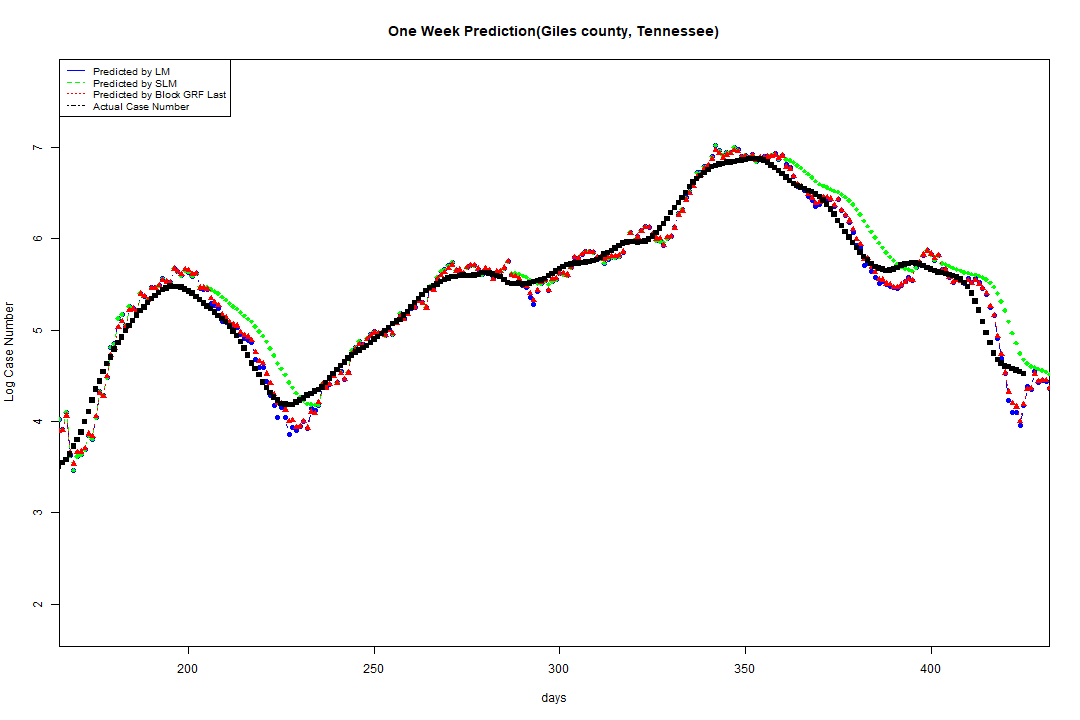 One Week Prediction(Giles county, Tennessee)
Predicted by LM
Predicted by SLM
Predicted by Block GRF Last
Actual Case Number
7
6
5
4
3
2
Log Case Number
200 250 300 350 400
days